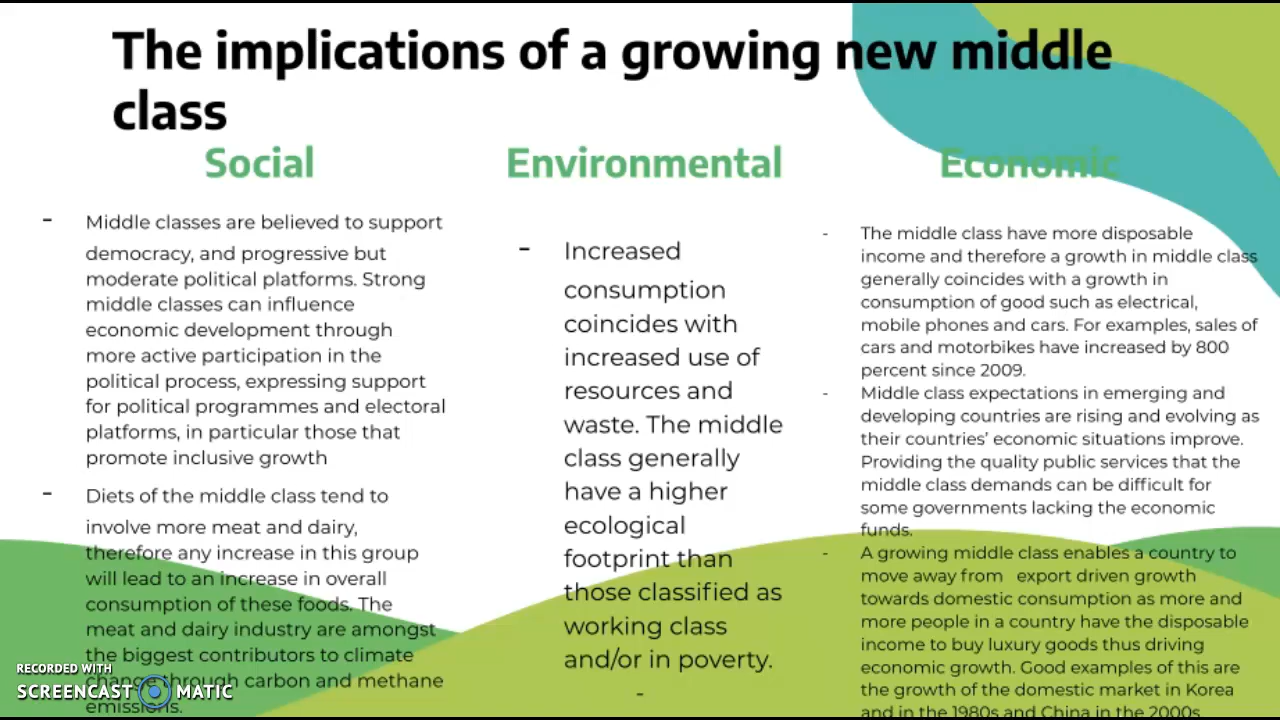 The implications of a growing new middle
class
Social
- Middle classes are believed to support
democracy, and progressive but
moderate political platforms. Strong
middle classes can influence
economic development through
more active participation in the
political process, expressing support
for political programmes and electoral
platforms, in particular those that
promote inclusive growth
- Diets of the middle class tend to
involve more meat and dairy,
therefore any increase in this group
will lead to an increase in overall
consumption of these foods. The
meat and dairy industry are amongst
the biggest contributors to climate
change through carbon and methane
emissions.
Environmental
- Increased
consumption
coincides with
increased use of
resources and
waste. The middle
class generally
have a higher
ecological
footprint than
those classified as
working class
and/or in poverty.
-
Economic
- The middle class have more disposable
income and therefore a growth in middle class
generally coincides with a growth in
consumption of good such as electrical,
mobile phones and cars. For examples, sales of
cars and motorbikes have increased by 800
percent since 2009.
- Middle class expectations in emerging and
developing countries are rising and evolving as
their countries' economic situations improve.
Providing the quality public services that the
middle class demands can be difficult for
some governments lacking the economic
funds.
- A growing middle class enables a country to
move away from export driven growth
towards domestic consumption as more and
more people in a country have the disposable
income to buy luxury goods thus driving
economic growth. Good examples of this are
the growth of the domestic market in Korea
and in the 1980s and China in the 2000s
RECORDED WITH
SCREENCAST MATIC